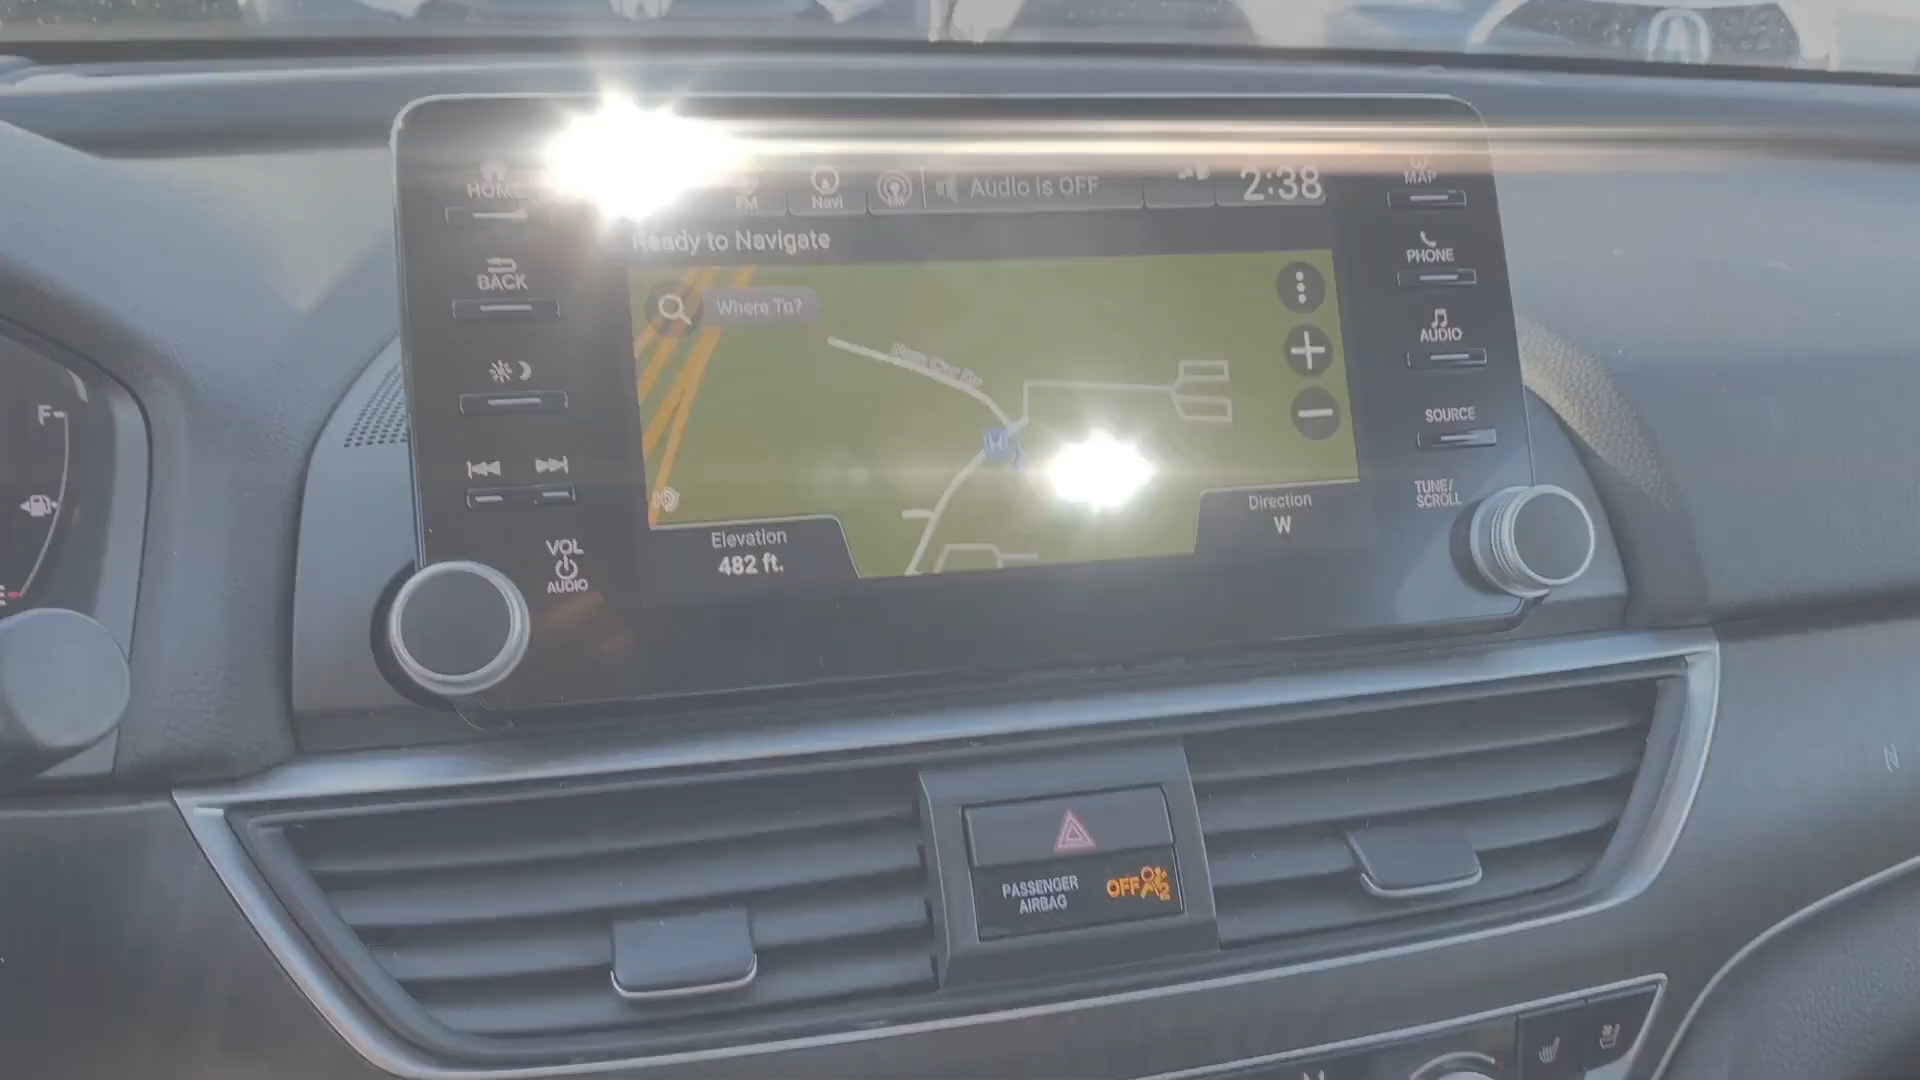 HOME
FM
Navi
Audio is OFF
2:38
MAP
Ready to Navigate
BACK
Where To?
PHONE
AUDIO
SOURCE
TUNE/
SCROLL
Direction
W
Elevation
482 ft.
VOL
AUDIO
F
E
PASSENGER
AIRBAG
OFF